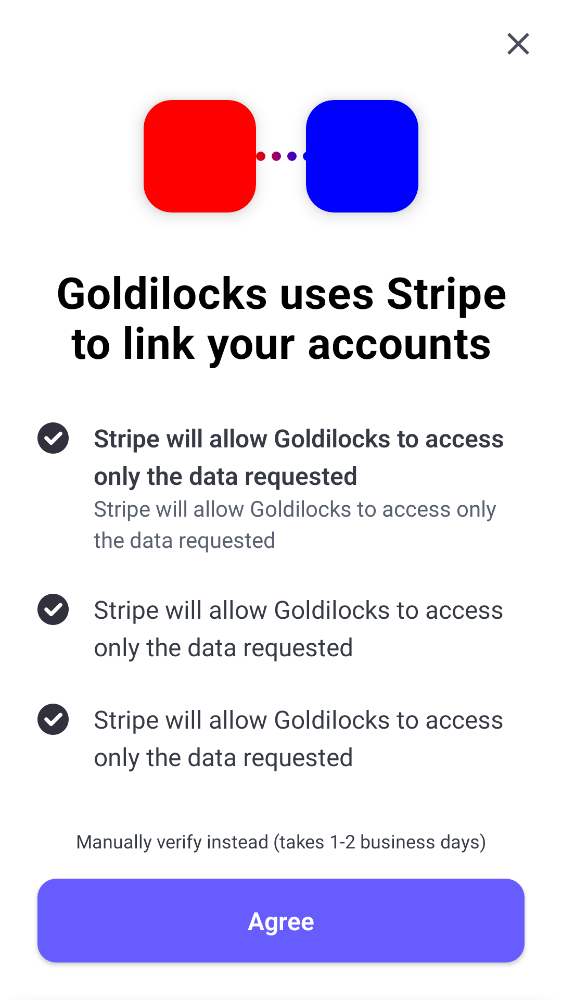 Goldilocks uses Stripe
to link your accounts
Stripe will allow Goldilocks to access
only the data requested
Stripe will allow Goldilocks to access only
the data requested
Stripe will allow Goldilocks to access
only the data requested
Stripe will allow Goldilocks to access
only the data requested
Manually verify instead (takes 1-2 business days)
Agree